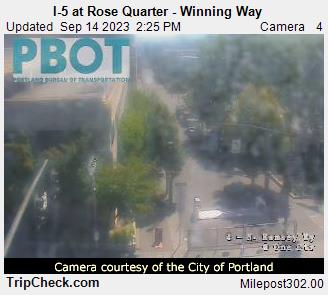 I-5 at Rose Quarter - Winning Way
Updated Sep 14 2023 2:25 PM Camera 4
PBOT
PORTLAND BUREAU OF TRANSPORTATION
Camera courtesy of the City of Portland
TripCheck.com Milepost302.00